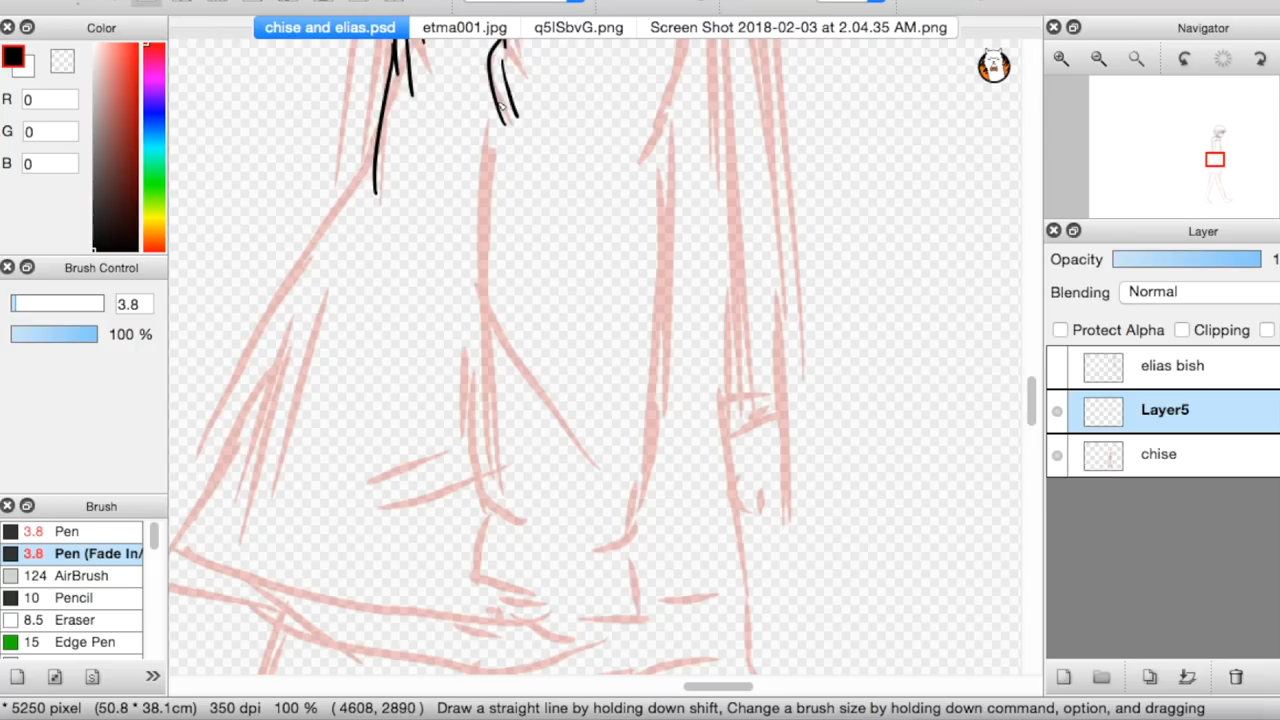 Color
chise and elias.psd
etma001.jpg
q5lSbvG.png
Screen Shot 2018-02-03 at 2.04.35 AM.png
Navigator
R 0
G 0
B 0
Brush Control
3.8
100 %
Layer
Opacity 1
Blending Normal
Protect Alpha Clipping
elias bish
Layer5
chise
Brush
3.8 Pen
3.8 Pen (Fade In/
124 AirBrush
10 Pencil
8.5 Eraser
15 Edge Pen
* 5250 pixel (50.8 * 38.1cm) 350 dpi 100 % ( 4608, 2890 ) Draw a straight line by holding down shift, Change a brush size by holding down command, option, and dragging